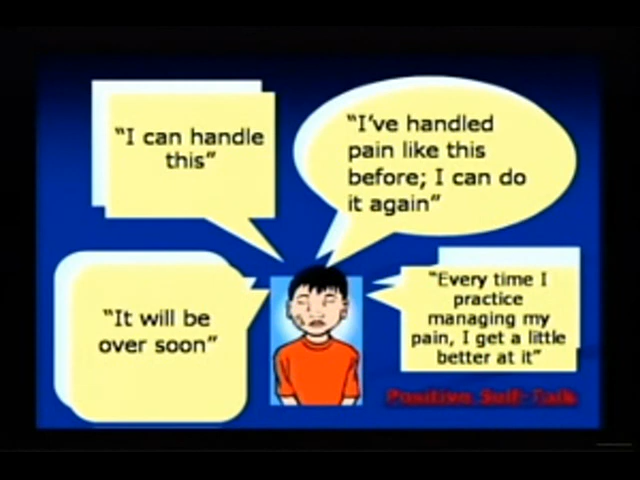 “I can handle
this”
“I’ve handled
pain like this
before; I can do
it again”
“It will be
over soon”
“Every time I
practice
managing my
pain, I get a little
better at it”
Positive Self-Talk